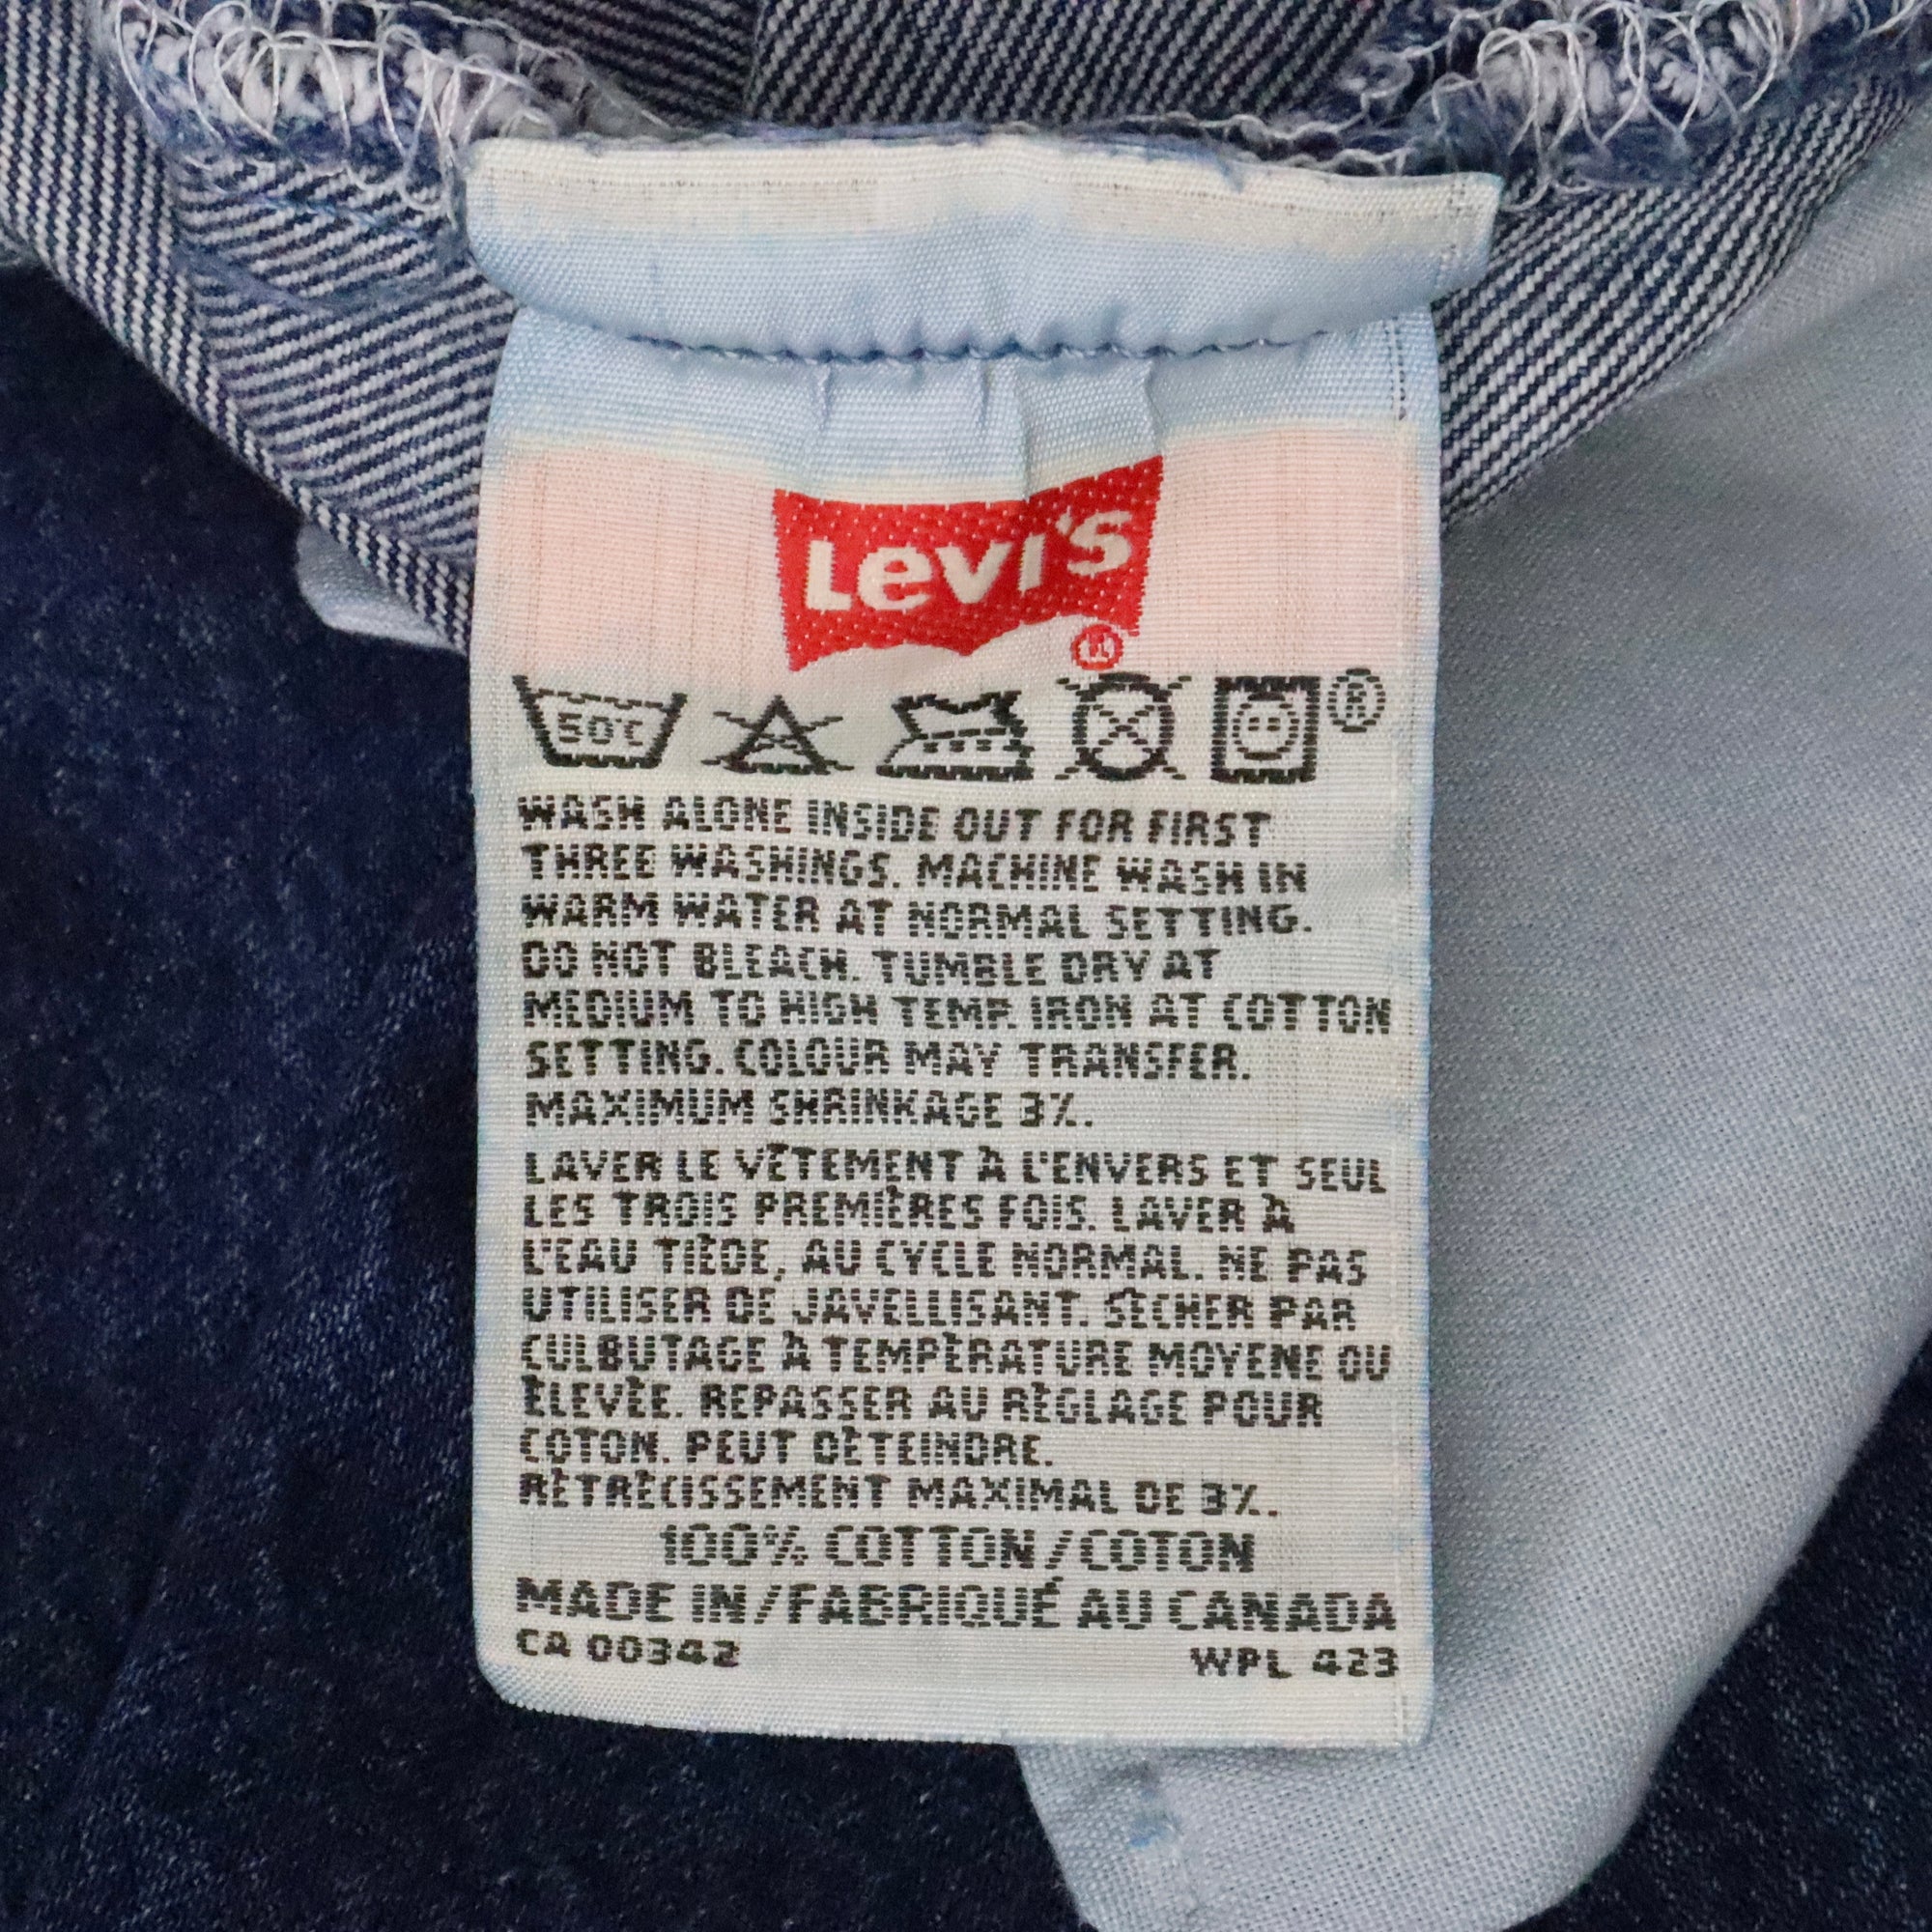 Levi's
®
50°C
®
WASH ALONE INSIDE OUT FOR FIRST
THREE WASHINGS. MACHINE WASH IN
WARM WATER AT NORMAL SETTING.
DO NOT BLEACH. TUMBLE DRY AT
MEDIUM TO HIGH TEMP. IRON AT COTTON
SETTING. COLOUR MAY TRANSFER.
MAXIMUM SHRINKAGE 3%.
LAVER LE VÊTEMENT À L'ENVERS ET SEUL
LES TROIS PREMIÈRES FOIS. LAVER À
L'EAU TIÈDE, AU CYCLE NORMAL. NE PAS
UTILISER DE JAVELLISANT. SÉCHER PAR
CULBUTAGE À TEMPÉRATURE MOYENE OU
ÉLEVÉE. REPASSER AU RÉGLAGE POUR
COTON. PEUT DÉTEINDRE.
RÉTRÉCISSEMENT MAXIMAL DE 3%.
100% COTTON/COTON
MADE IN/FABRIQUÉ AU CANADA
CA 00342 WPL 423